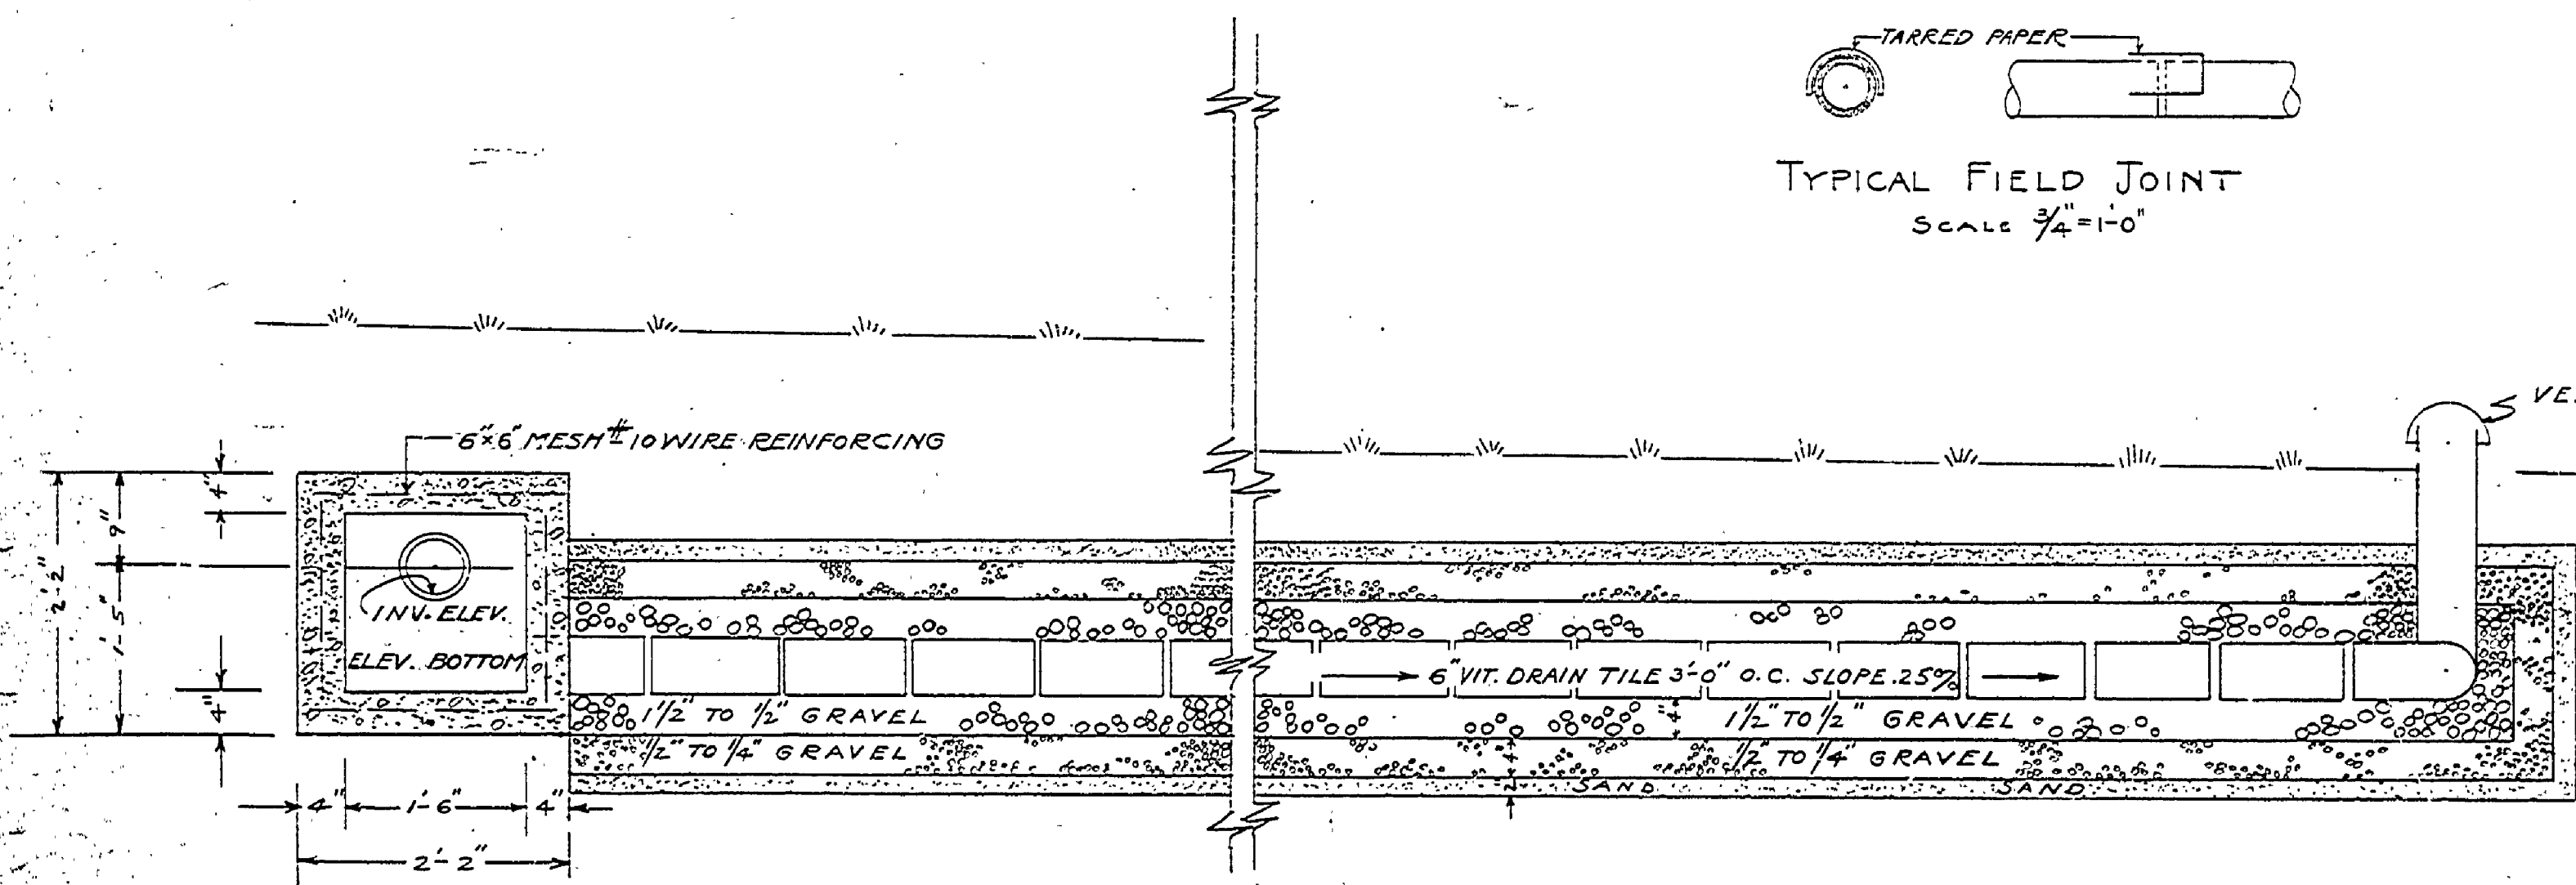 TARRED PAPER
TYPICAL FIELD JOINT
SCALE 3/4"=1'-0"
VE
6"x6" MESH #10 WIRE REINFORCING
4"
9"
2'-2"
1'-5"
4"
INV. ELEV.
ELEV. BOTTOM
6" VIT. DRAIN TILE 3'-0" O.C. SLOPE .25%
1 1/2" TO 1/2" GRAVEL
4"
1 1/2" TO 1/2" GRAVEL
1/2" TO 1/4" GRAVEL
4"
1/2" TO 1/4" GRAVEL
SAND
SAND
4"
1'-6"
4"
2'-2"